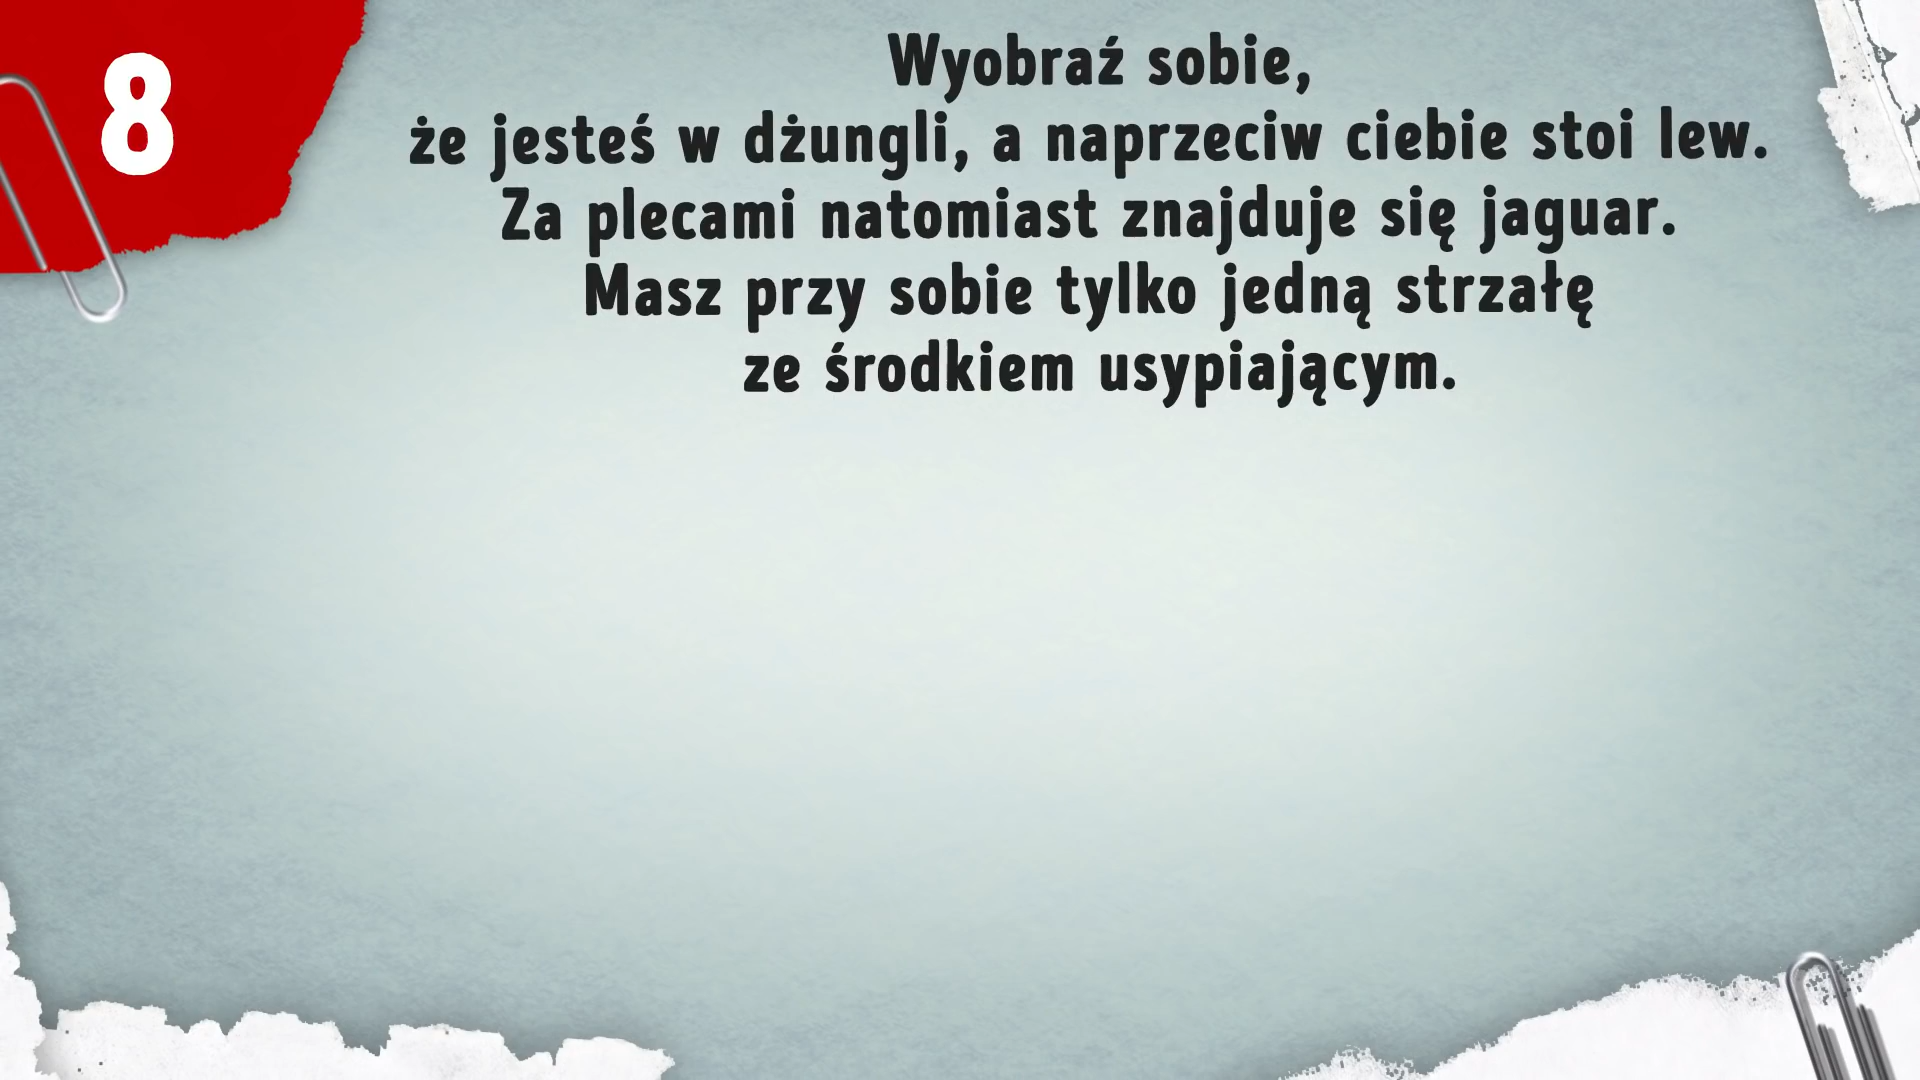 8
Wyobraź sobie,
że jesteś w dżungli, a naprzeciw ciebie stoi lew.
Za plecami natomiast znajduje się jaguar.
Masz przy sobie tylko jedną strzałę
ze środkiem usypiającym.